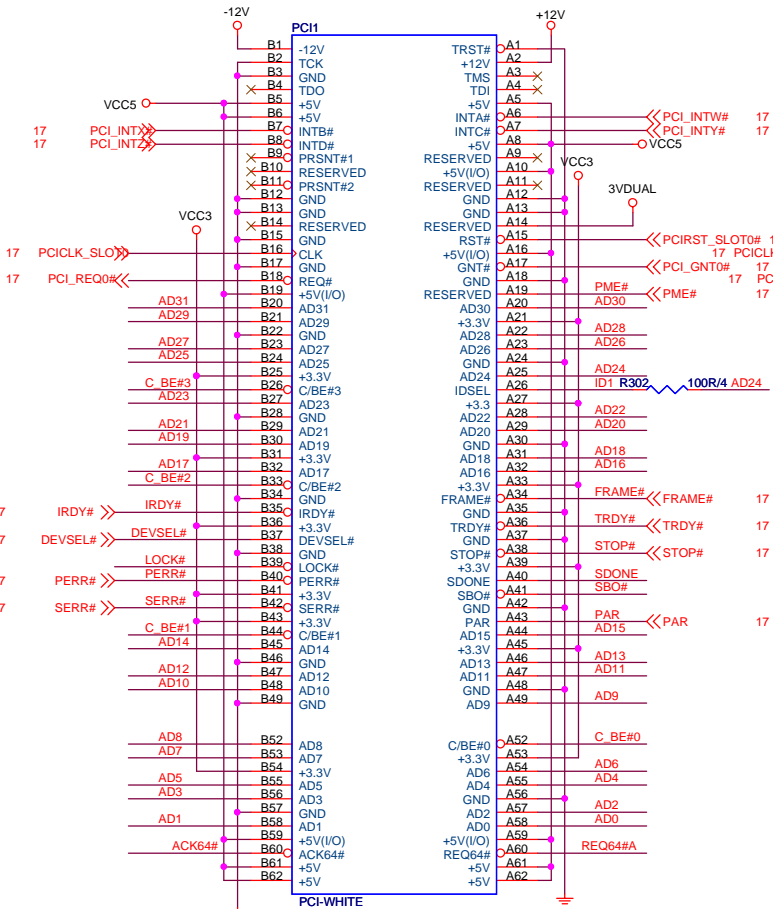 -12V +12V
PCI1
B1 -12V TRST# A1
B2 TCK +12V A2
B3 GND TMS A3
B4 TDO TDI A4
VCC5 B5 +5V +5V A5
B6 +5V INTA# A6 PCI_INTW# 17
17 PCI_INTX# B7 INTB# INTC# A7 PCI_INTY# 17
17 PCI_INTZ# B8 INTD# +5V A8 VCC5
B9 PRSNT#1 RESERVED A9
B10 RESERVED +5V(I/O) A10 VCC3
B11 PRSNT#2 RESERVED A11
B12 GND GND A12 3VDUAL
B13 GND GND A13
VCC3 B14 RESERVED RESERVED A14
B15 GND RST# A15 PCIRST_SLOT0# 1
17 PCICLK_SLOT0 B16 CLK +5V(I/O) A16 17 PCICLK
B17 GND GNT# A17 PCI_GNT0# 17
17 PCI_REQ0# B18 REQ# GND A18 17 PC
B19 +5V(I/O) RESERVED A19 PME# PME# 17
AD31 B20 AD31 AD30 A20 AD30
AD29 B21 AD29 +3.3V A21
B22 GND AD28 A22 AD28
AD27 B23 AD27 AD26 A23 AD26
AD25 B24 AD25 GND A24
B25 +3.3V AD24 A25 AD24
C_BE#3 B26 C/BE#3 IDSEL A26 ID1 R302 100R/4 AD24
AD23 B27 AD23 +3.3 A27
B28 GND AD22 A28 AD22
AD21 B29 AD21 AD20 A29 AD20
AD19 B30 AD19 GND A30
B31 +3.3V AD18 A31 AD18
AD17 B32 AD17 AD16 A32 AD16
C_BE#2 B33 C/BE#2 +3.3V A33
B34 GND FRAME# A34 FRAME# FRAME# 17
7 IRDY# IRDY# B35 IRDY# GND A35
B36 +3.3V TRDY# A36 TRDY# TRDY# 17
7 DEVSEL# DEVSEL# B37 DEVSEL# GND A37
B38 GND STOP# A38 STOP# STOP# 17
LOCK# B39 LOCK# +3.3V A39
7 PERR# PERR# B40 PERR# SDONE A40 SDONE
B41 +3.3V SBO# A41 SBO#
7 SERR# SERR# B42 SERR# GND A42
B43 +3.3V PAR A43 PAR PAR 17
C_BE#1 B44 C/BE#1 AD15 A44 AD15
AD14 B45 AD14 +3.3V A45
B46 GND AD13 A46 AD13
AD12 B47 AD12 AD11 A47 AD11
AD10 B48 AD10 GND A48
B49 GND AD9 A49 AD9
AD8 B52 AD8 C/BE#0 A52 C_BE#0
AD7 B53 AD7 +3.3V A53
B54 +3.3V AD6 A54 AD6
AD5 B55 AD5 AD4 A55 AD4
AD3 B56 AD3 GND A56
B57 GND AD2 A57 AD2
AD1 B58 AD1 AD0 A58 AD0
B59 +5V(I/O) +5V(I/O) A59
ACK64# B60 ACK64# REQ64# A60 REQ64#A
B61 +5V +5V A61
B62 +5V +5V A62
PCI-WHITE